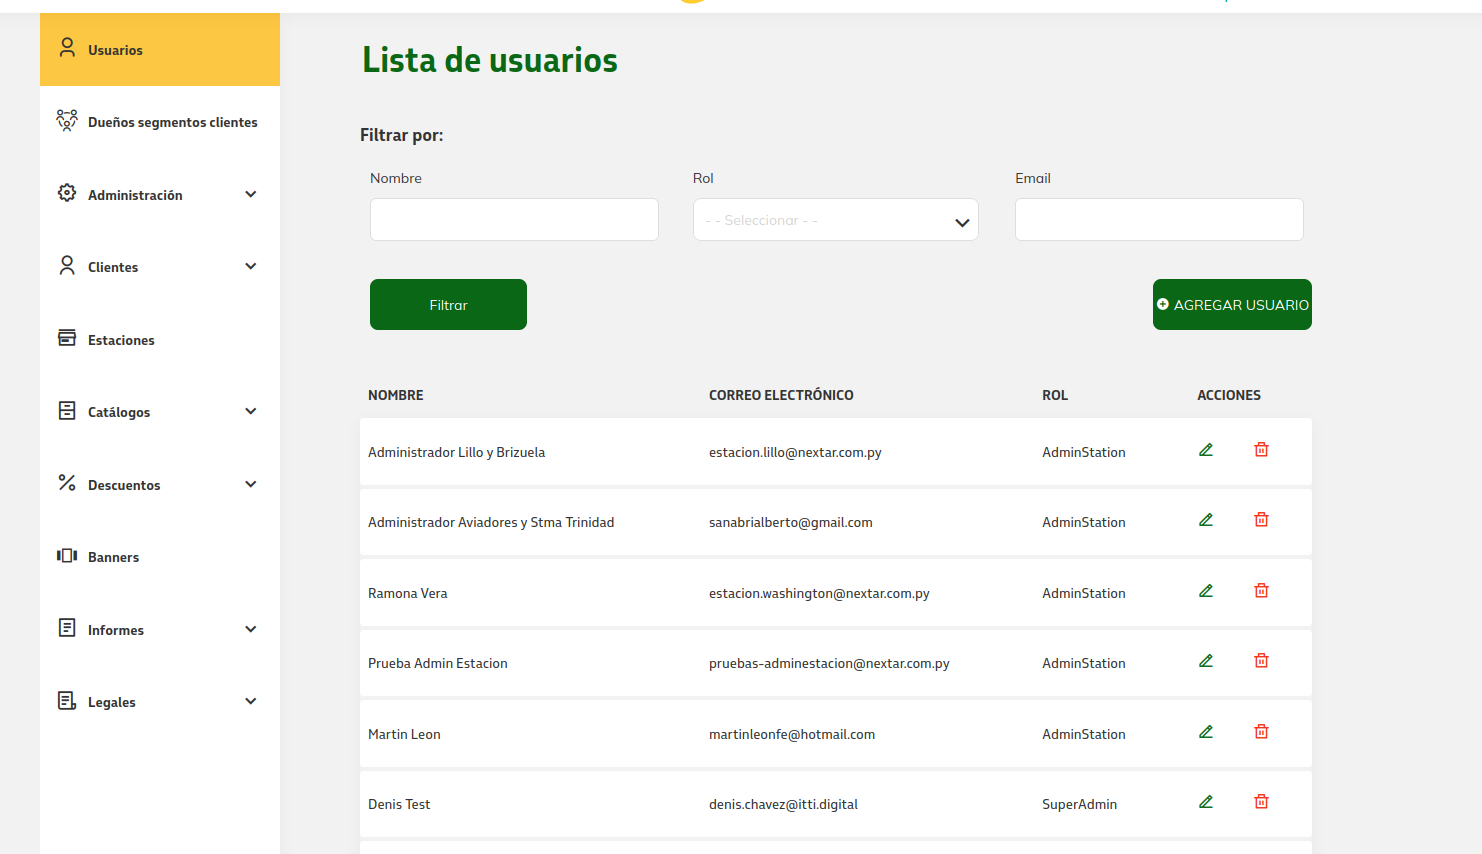 Usuarios
Dueños segmentos clientes
Administración
Clientes
Estaciones
Catálogos
Descuentos
Banners
Informes
Legales
Lista de usuarios
Filtrar por:
Nombre Rol Email
- - Seleccionar - -
Filtrar AGREGAR USUARIO
NOMBRE CORREO ELECTRÓNICO ROL ACCIONES
Administrador Lillo y Brizuela estacion.lillo@nextar.com.py AdminStation
Administrador Aviadores y Stma Trinidad sanabrialberto@gmail.com AdminStation
Ramona Vera estacion.washington@nextar.com.py AdminStation
Prueba Admin Estacion pruebas-adminestacion@nextar.com.py AdminStation
Martin Leon martinleonfe@hotmail.com AdminStation
Denis Test denis.chavez@itti.digital SuperAdmin